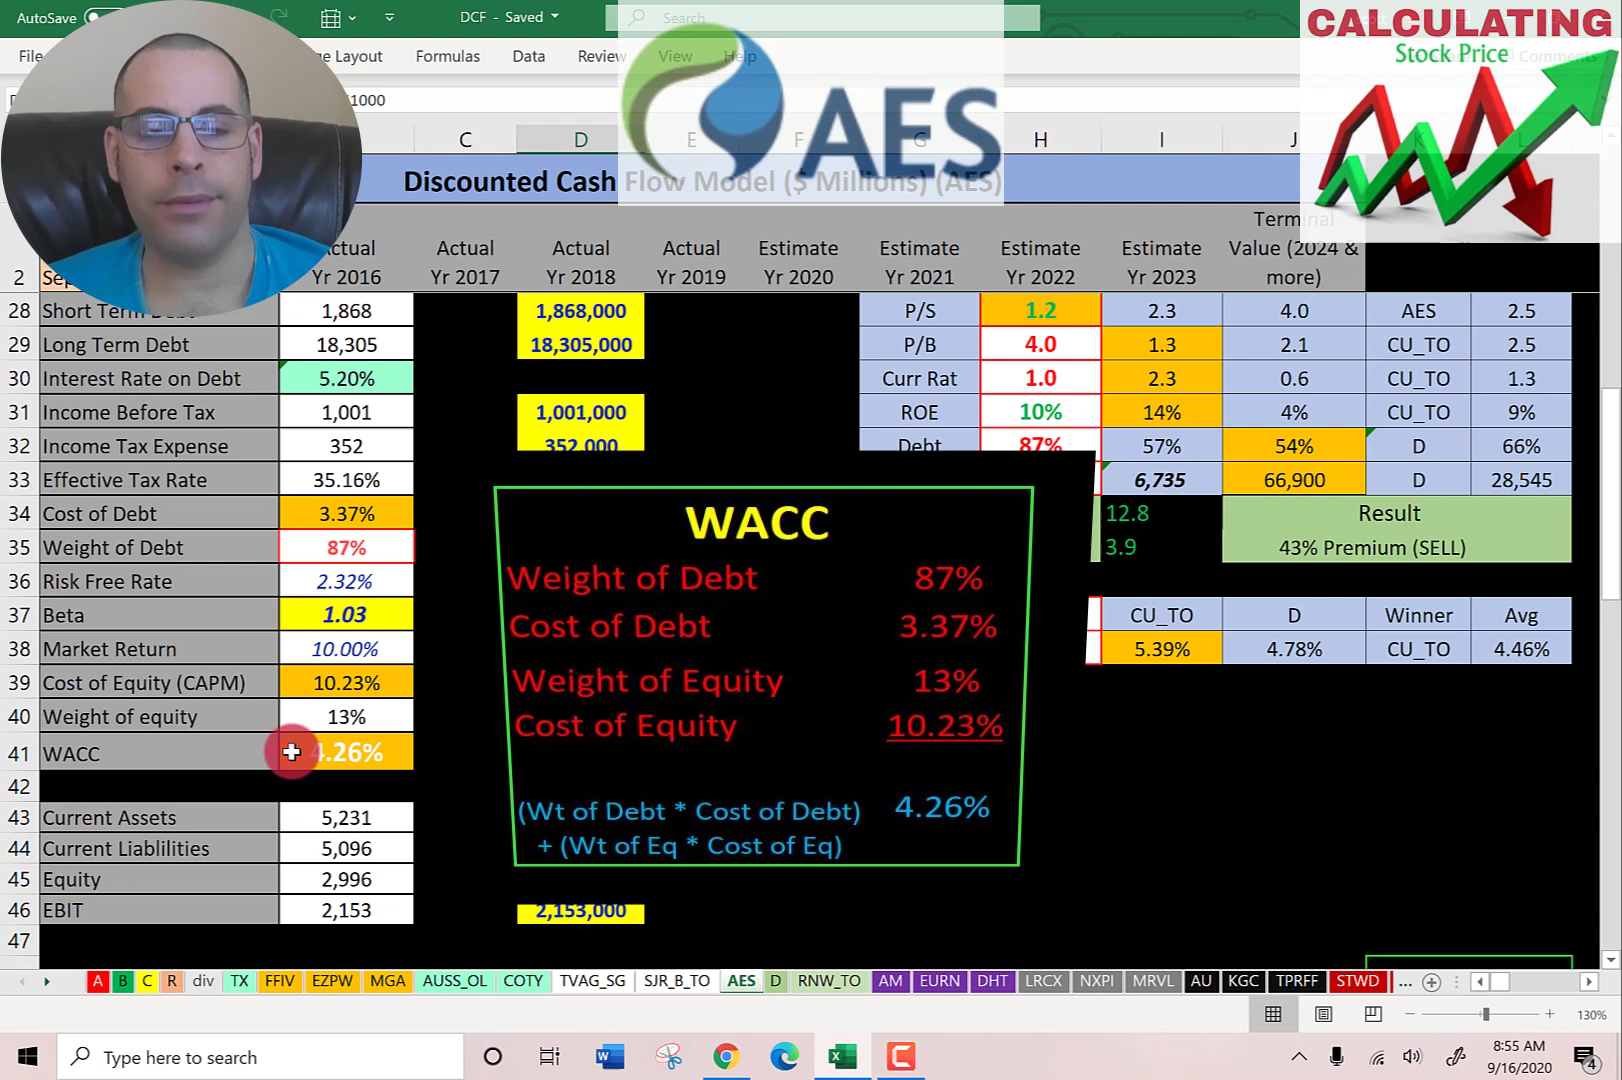 AutoSave
DCF - Saved
Search
CALCULATING
Stock Price
Comments
File
Page Layout
Formulas
Data
Review
View
Help
1000
AES
C D E F G H I J K L
Discounted Cash Flow Model ($ Millions) (AES)
2
Actual Yr 2016
Actual Yr 2017
Actual Yr 2018
Actual Yr 2019
Estimate Yr 2020
Estimate Yr 2021
Estimate Yr 2022
Estimate Yr 2023
Terminal Value (2024 & more)
28 Short Term Debt 1,868 1,868,000 P/S 1.2 2.3 4.0 AES 2.5
29 Long Term Debt 18,305 18,305,000 P/B 4.0 1.3 2.1 CU_TO 2.5
30 Interest Rate on Debt 5.20% Curr Rat 1.0 2.3 0.6 CU_TO 1.3
31 Income Before Tax 1,001 1,001,000 ROE 10% 14% 4% CU_TO 9%
32 Income Tax Expense 352 352,000 Debt 87% 57% 54% D 66%
33 Effective Tax Rate 35.16% 6,735 66,900 D 28,545
34 Cost of Debt 3.37% 12.8 Result
35 Weight of Debt 87% 3.9 43% Premium (SELL)
36 Risk Free Rate 2.32%
37 Beta 1.03 CU_TO D Winner Avg
38 Market Return 10.00% 5.39% 4.78% CU_TO 4.46%
39 Cost of Equity (CAPM) 10.23%
40 Weight of equity 13%
41 WACC 4.26%
42
43 Current Assets 5,231
44 Current Liablilities 5,096
45 Equity 2,996
46 EBIT 2,153 2,153,000
47
WACC
Weight of Debt 87%
Cost of Debt 3.37%
Weight of Equity 13%
Cost of Equity 10.23%
(Wt of Debt * Cost of Debt) 4.26%
+ (Wt of Eq * Cost of Eq)
A B C R div TX FFIV EZPW MGA AUSS_OL COTY TVAG_SG SJR_B_TO AES D RNW_TO AM EURN DHT LRCX NXPI MRVL AU KGC TPRFF STWD ...
130%
Type here to search
8:55 AM
9/16/2020
4